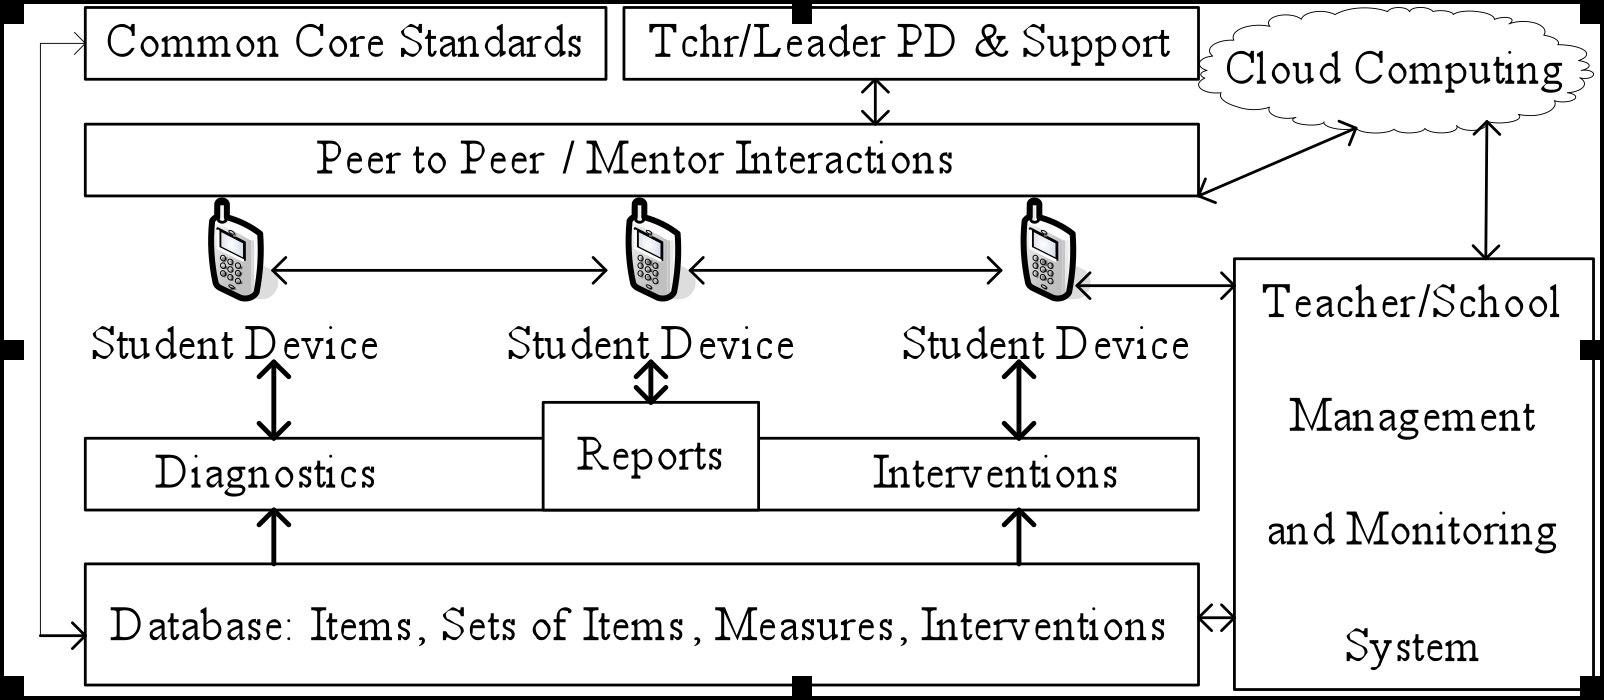 Common Core Standards
Tchr/Leader PD & Support
Cloud Computing
Peer to Peer / Mentor Interactions
Student Device
Student Device
Student Device
Teacher/School
Management
and Monitoring
System
Diagnostics
Reports
Interventions
Database: Items, Sets of Items, Measures, Interventions